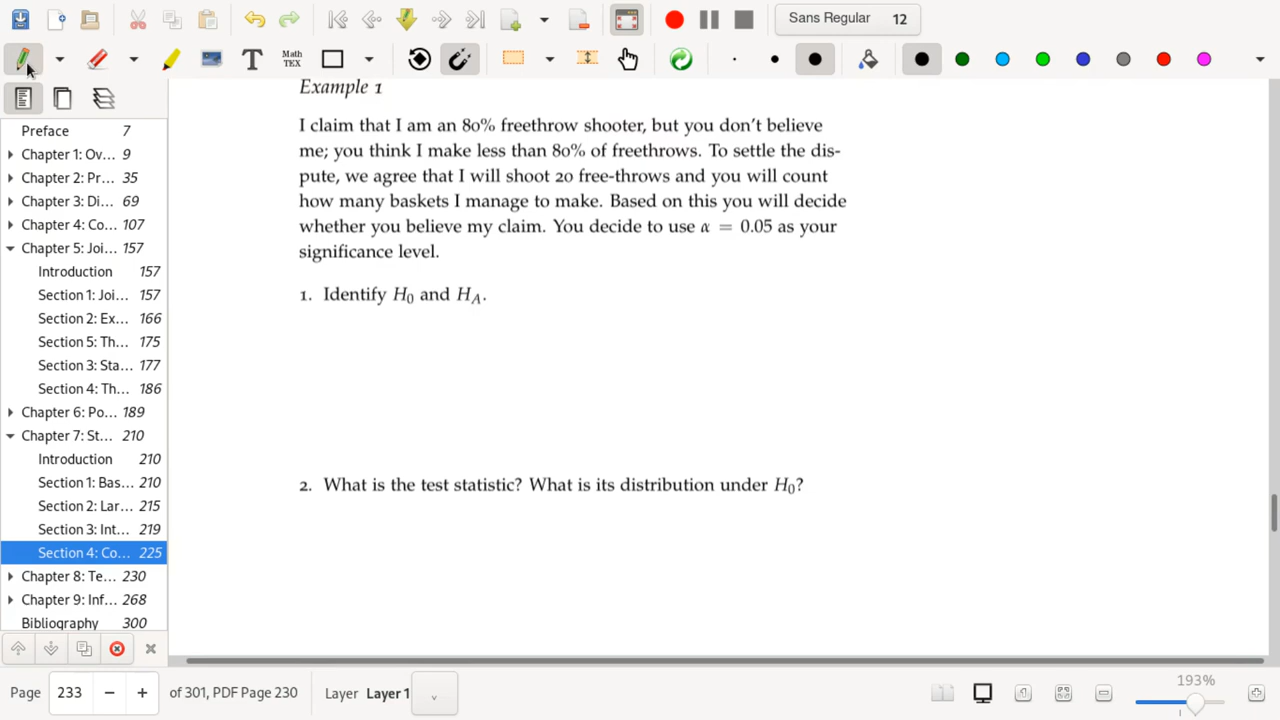 Sans Regular 12
Math
TEX
Preface 7
Chapter 1: Ov... 9
Chapter 2: Pr... 35
Chapter 3: Di... 69
Chapter 4: Co... 107
Chapter 5: Joi... 157
Introduction 157
Section 1: Joi... 157
Section 2: Ex... 166
Section 5: Th... 175
Section 3: Sta... 177
Section 4: Th... 186
Chapter 6: Po... 189
Chapter 7: St... 210
Introduction 210
Section 1: Bas... 210
Section 2: Lar... 215
Section 3: Int... 219
Section 4: Co... 225
Chapter 8: Te... 230
Chapter 9: Inf... 268
Bibliography 300
Example 1
I claim that I am an 80% freethrow shooter, but you don't believe
me; you think I make less than 80% of freethrows. To settle the dis-
pute, we agree that I will shoot 20 free-throws and you will count
how many baskets I manage to make. Based on this you will decide
whether you believe my claim. You decide to use α = 0.05 as your
significance level.
1. Identify H₀ and H_A.
2. What is the test statistic? What is its distribution under H₀?
Page 233 of 301, PDF Page 230 Layer Layer 1 193%